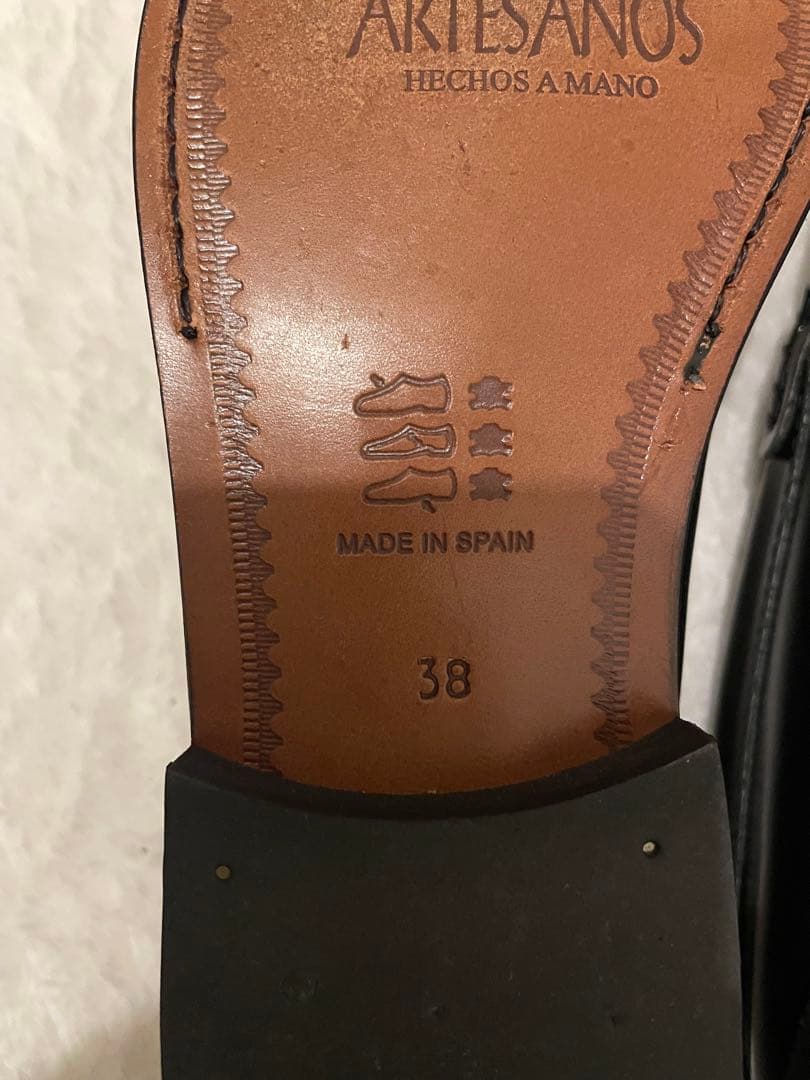 ARTESANOS
HECHOS A MANO
MADE IN SPAIN
38